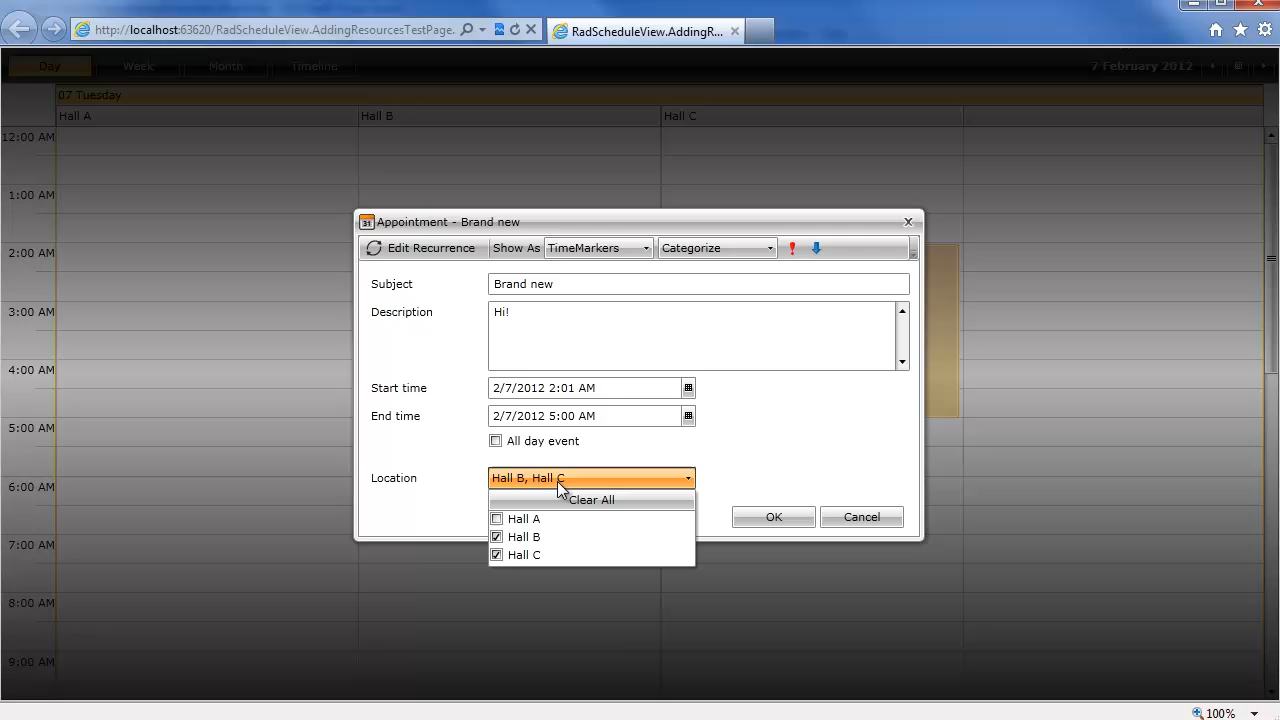 http://localhost:63620/RadScheduleView.AddingResourcesTestPage.
RadScheduleView.AddingR...
Day Week Month Timeline 7 February 2012
07 Tuesday
Hall A Hall B Hall C
12:00 AM
1:00 AM
2:00 AM
3:00 AM
4:00 AM
5:00 AM
6:00 AM
7:00 AM
8:00 AM
9:00 AM
31 Appointment - Brand new
Edit Recurrence Show As TimeMarkers Categorize
Subject Brand new
Description Hi!
Start time 2/7/2012 2:01 AM
End time 2/7/2012 5:00 AM
All day event
Location Hall B, Hall C
Clear All
Hall A
Hall B
Hall C
OK Cancel
100%